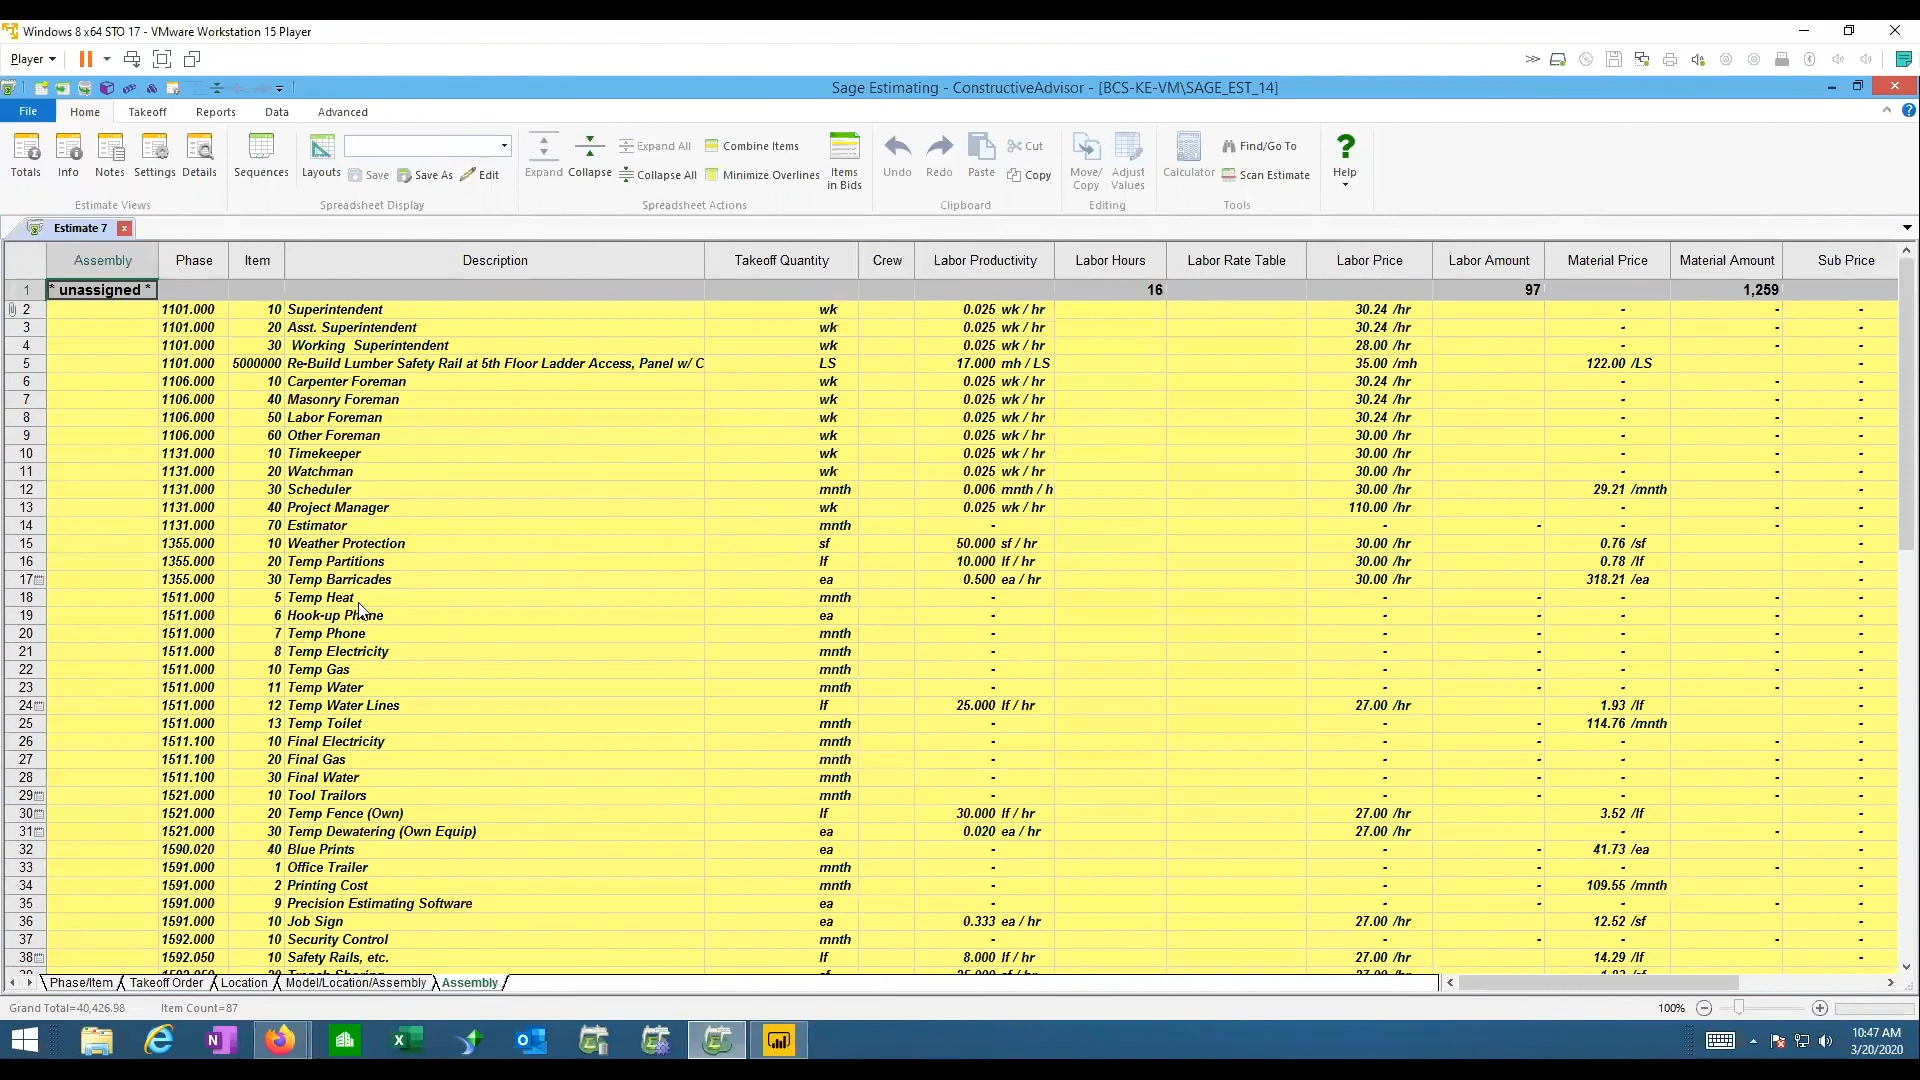 Windows 8 x64 STO 17 - VMware Workstation 15 Player
Player
Sage Estimating - ConstructiveAdvisor - [BCS-KE-VM\SAGE_EST_14]
File Home Takeoff Reports Data Advanced
Totals Info Notes Settings Details Sequences Layouts Save Save As Edit Expand Collapse Expand All Collapse All Combine Items Minimize Outlines Items in Bids Undo Redo Paste Cut Copy Move/Copy Adjust Values Calculator Find/Go To Scan Estimate Help
Estimate Views Spreadsheet Display Spreadsheet Actions Clipboard Editing Tools
Estimate 7
Assembly Phase Item Description Takeoff Quantity Crew Labor Productivity Labor Hours Labor Rate Table Labor Price Labor Amount Material Price Material Amount Sub Price
1 * unassigned * 16 97 1,259
2 1101.000 10 Superintendent wk 0.025 wk / hr 30.24 /hr - - -
3 1101.000 20 Asst. Superintendent wk 0.025 wk / hr 30.24 /hr - - -
4 1101.000 30 Working Superintendent wk 0.025 wk / hr 28.00 /hr - - -
5 1101.000 5000000 Re-Build Lumber Safety Rail at 5th Floor Ladder Access, Panel w/ C LS 17.000 mh / LS 35.00 /mh 122.00 /LS -
6 1106.000 10 Carpenter Foreman wk 0.025 wk / hr 30.24 /hr - - -
7 1106.000 40 Masonry Foreman wk 0.025 wk / hr 30.24 /hr - - -
8 1106.000 50 Labor Foreman wk 0.025 wk / hr 30.24 /hr - - -
9 1106.000 60 Other Foreman wk 0.025 wk / hr 30.00 /hr - - -
10 1131.000 10 Timekeeper wk 0.025 wk / hr 30.00 /hr - - -
11 1131.000 20 Watchman wk 0.025 wk / hr 30.00 /hr - - -
12 1131.000 30 Scheduler mnth 0.006 mnth / h 30.00 /hr 29.21 /mnth -
13 1131.000 40 Project Manager wk 0.025 wk / hr 110.00 /hr - - -
14 1131.000 70 Estimator mnth - - - - - -
15 1355.000 10 Weather Protection sf 50.000 sf / hr 30.00 /hr 0.76 /sf -
16 1355.000 20 Temp Partitions lf 10.000 lf / hr 30.00 /hr 0.78 /lf -
17 1355.000 30 Temp Barricades ea 0.500 ea / hr 30.00 /hr 318.21 /ea -
18 1511.000 5 Temp Heat mnth - - - - - -
19 1511.000 6 Hook-up Phone ea - - - - - -
20 1511.000 7 Temp Phone mnth - - - - - -
21 1511.000 8 Temp Electricity mnth - - - - - -
22 1511.000 10 Temp Gas mnth - - - - - -
23 1511.000 11 Temp Water mnth - - - - - -
24 1511.000 12 Temp Water Lines lf 25.000 lf / hr 27.00 /hr 1.93 /lf -
25 1511.000 13 Temp Toilet mnth - - - 114.76 /mnth -
26 1511.100 10 Final Electricity mnth - - - - - -
27 1511.100 20 Final Gas mnth - - - - - -
28 1511.100 30 Final Water mnth - - - - - -
29 1521.000 10 Tool Trailors mnth - - - - - -
30 1521.000 20 Temp Fence (Own) lf 30.000 lf / hr 27.00 /hr 3.52 /lf -
31 1521.000 30 Temp Dewatering (Own Equip) ea 0.020 ea / hr 27.00 /hr - - -
32 1590.020 40 Blue Prints ea - - - 41.73 /ea -
33 1591.000 1 Office Trailer mnth - - - - - -
34 1591.000 2 Printing Cost mnth - - - 109.55 /mnth -
35 1591.000 9 Precision Estimating Software ea - - - - - -
36 1591.000 10 Job Sign ea 0.333 ea / hr 27.00 /hr 12.52 /sf -
37 1592.000 10 Security Control mnth - - - - - -
38 1592.050 10 Safety Rails, etc. lf 8.000 lf / hr 27.00 /hr 14.29 /lf -
Phase/Item Takeoff Order Location Model/Location/Assembly Assembly
Grand Total=40,426.98 Item Count=87 100%
10:47 AM
3/20/2020